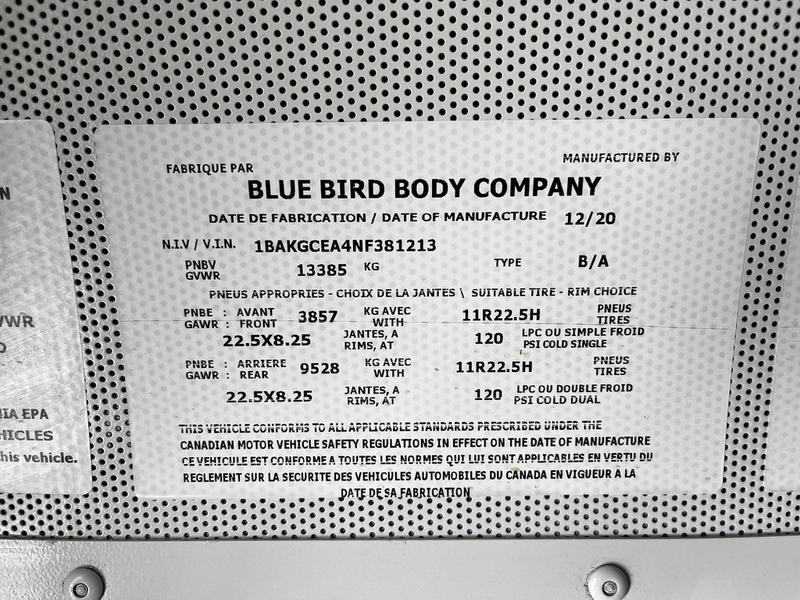 N
VWR
IA EPA
HICLES
his vehicle.
FABRIQUE PAR MANUFACTURED BY
BLUE BIRD BODY COMPANY
DATE DE FABRICATION / DATE OF MANUFACTURE 12/20
N.I.V / V.I.N. 1BAKGCEA4NF381213
PNBV
GVWR 13385 KG TYPE B/A
PNEUS APPROPRIES - CHOIX DE LA JANTES \ SUITABLE TIRE - RIM CHOICE
PNBE : AVANT 3857 KG AVEC 11R22.5H PNEUS
GAWR : FRONT WITH TIRES
22.5X8.25 JANTES, A 120 LPC OU SIMPLE FROID
RIMS, AT PSI COLD SINGLE
PNBE : ARRIERE 9528 KG AVEC 11R22.5H PNEUS
GAWR : REAR WITH TIRES
22.5X8.25 JANTES, A 120 LPC OU DOUBLE FROID
RIMS, AT PSI COLD DUAL
THIS VEHICLE CONFORMS TO ALL APPLICABLE STANDARDS PRESCRIBED UNDER THE
CANADIAN MOTOR VEHICLE SAFETY REGULATIONS IN EFFECT ON THE DATE OF MANUFACTURE
CE VEHICULE EST CONFORME A TOUTES LES NORMES QUI LUI SONT APPLICABLES EN VERTU DU
REGLEMENT SUR LA SECURITE DES VEHICULES AUTOMOBILES DU CANADA EN VIGUEUR A LA
DATE DE SA FABRICATION